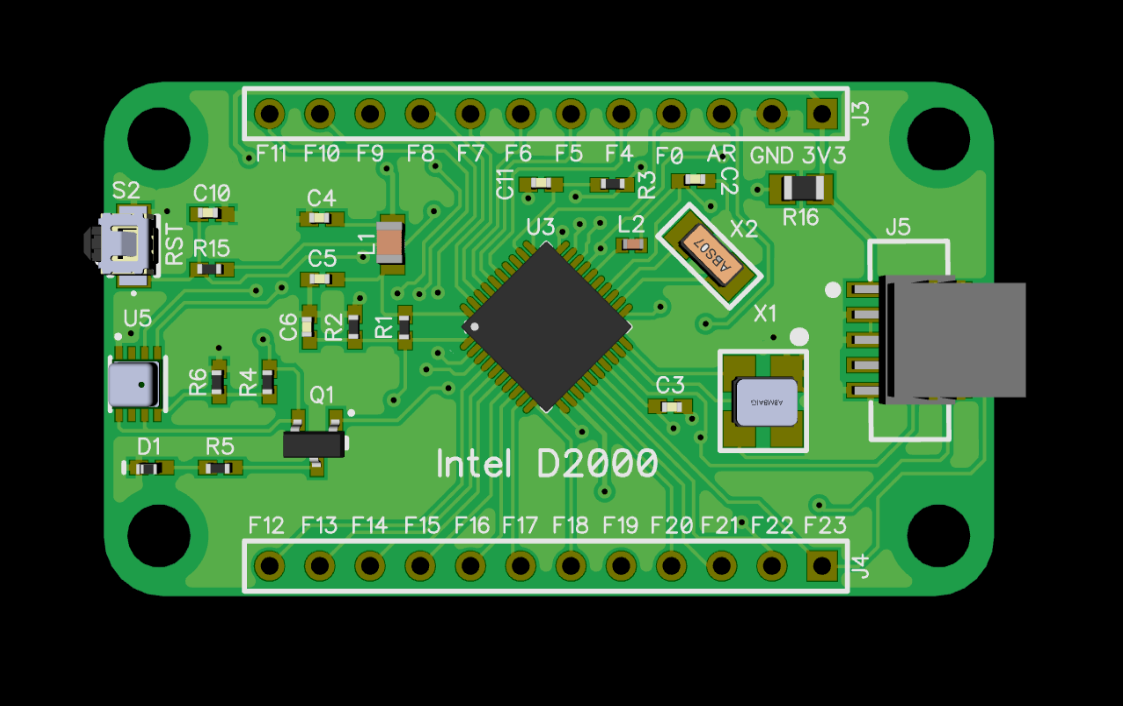 J3
F11 F10 F9 F8 F7 F6 F5 F4 F0 AR GND 3V3
S2 C10 C4 C11 R3 C2 R16
RST R15 L1 U3 L2 X2 J5
ABS07
C5
U5 C6 R2 R1 X1
R6 R4 Q1 C3
ABMBAIG
D1 R5
Intel D2000
F12 F13 F14 F15 F16 F17 F18 F19 F20 F21 F22 F23
J4